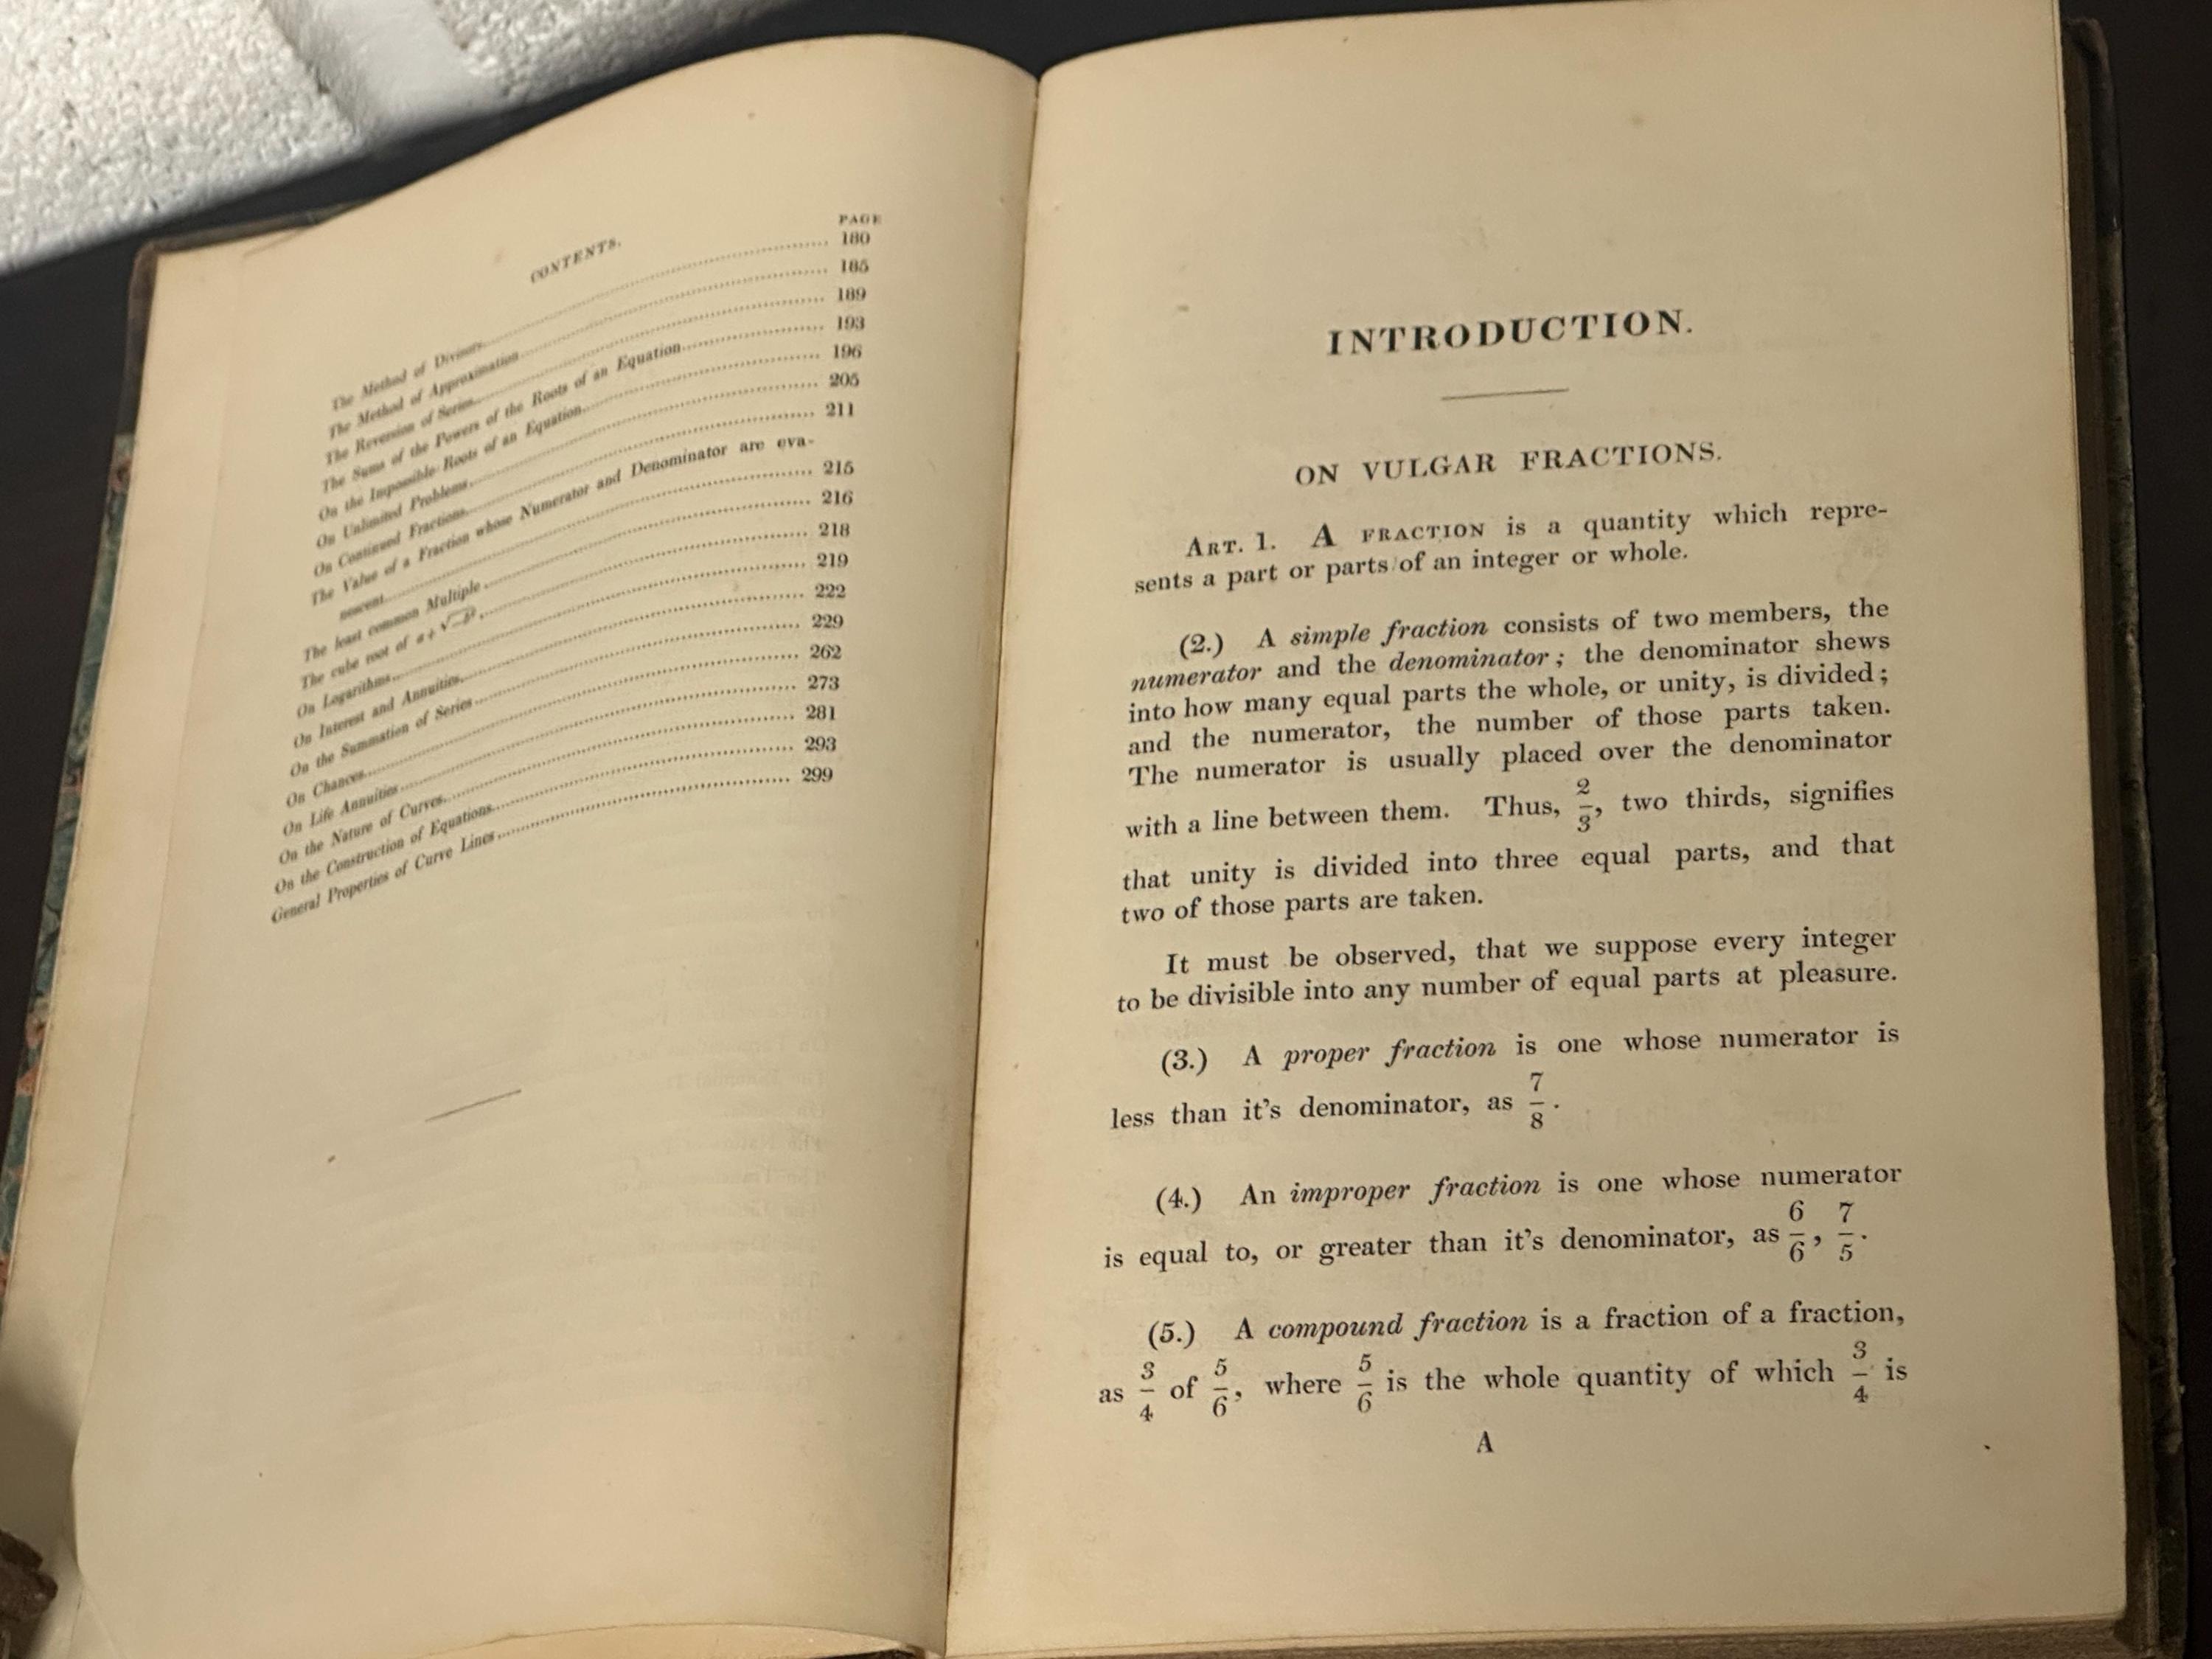 CONTENTS.
PAGE
The Method of Divisors 180
The Method of Approximation 185
The Reversion of Series 189
The Sums of the Powers of the Roots of an Equation 193
On the Impossible Roots of an Equation 196
On Unlimited Problems 205
On Continued Fractions 211
The Value of a Fraction whose Numerator and Denominator are eva-
nescent 215
The least common Multiple 216
The cube root of a+√−b², 218
On Logarithms 219
On Interest and Annuities 222
On the Summation of Series 229
On Chances 262
On Life Annuities 273
On the Nature of Curves 281
On the Construction of Equations 293
General Properties of Curve Lines 299
INTRODUCTION.
ON VULGAR FRACTIONS.
ART. 1. A FRACTION is a quantity which repre-
sents a part or parts of an integer or whole.
(2.) A simple fraction consists of two members, the
numerator and the denominator; the denominator shews
into how many equal parts the whole, or unity, is divided;
and the numerator, the number of those parts taken.
The numerator is usually placed over the denominator
with a line between them. Thus, 2/3, two thirds, signifies
that unity is divided into three equal parts, and that
two of those parts are taken.
It must be observed, that we suppose every integer
to be divisible into any number of equal parts at pleasure.
(3.) A proper fraction is one whose numerator is
less than it's denominator, as 7/8.
(4.) An improper fraction is one whose numerator
is equal to, or greater than it's denominator, as 6/6, 7/5.
(5.) A compound fraction is a fraction of a fraction,
as 3/4 of 5/6, where 5/6 is the whole quantity of which 3/4 is
A